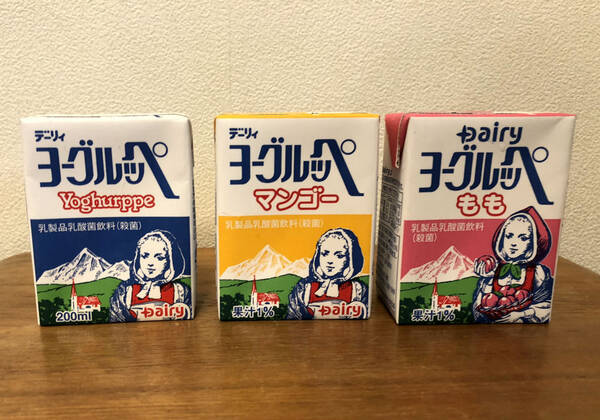 デーリィ
ヨーグルッペ
Yoghurppe
乳製品乳酸菌飲料(殺菌)
200ml
Dairy
デーリィ
ヨーグルッペ
マンゴー
乳製品乳酸菌飲料(殺菌)
果汁1%
Dairy
Dairy
ヨーグルッペ
もも
乳製品乳酸菌飲料
(殺菌)
果汁1%